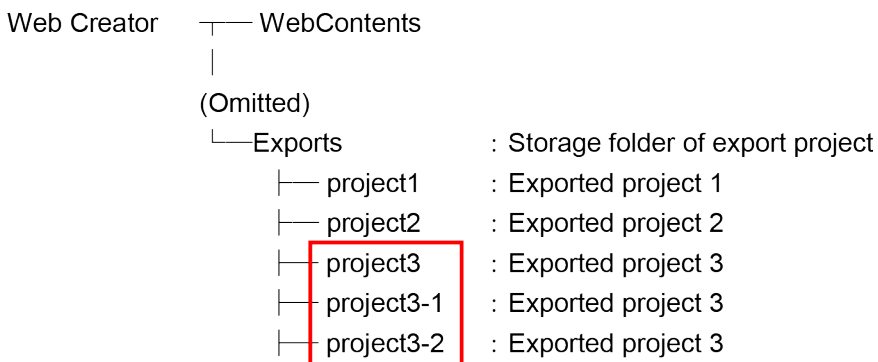 Web Creator ┬── WebContents
│
(Omitted)
└──Exports : Storage folder of export project
├── project1 : Exported project 1
├── project2 : Exported project 2
├── project3 : Exported project 3
├── project3-1 : Exported project 3
├── project3-2 : Exported project 3